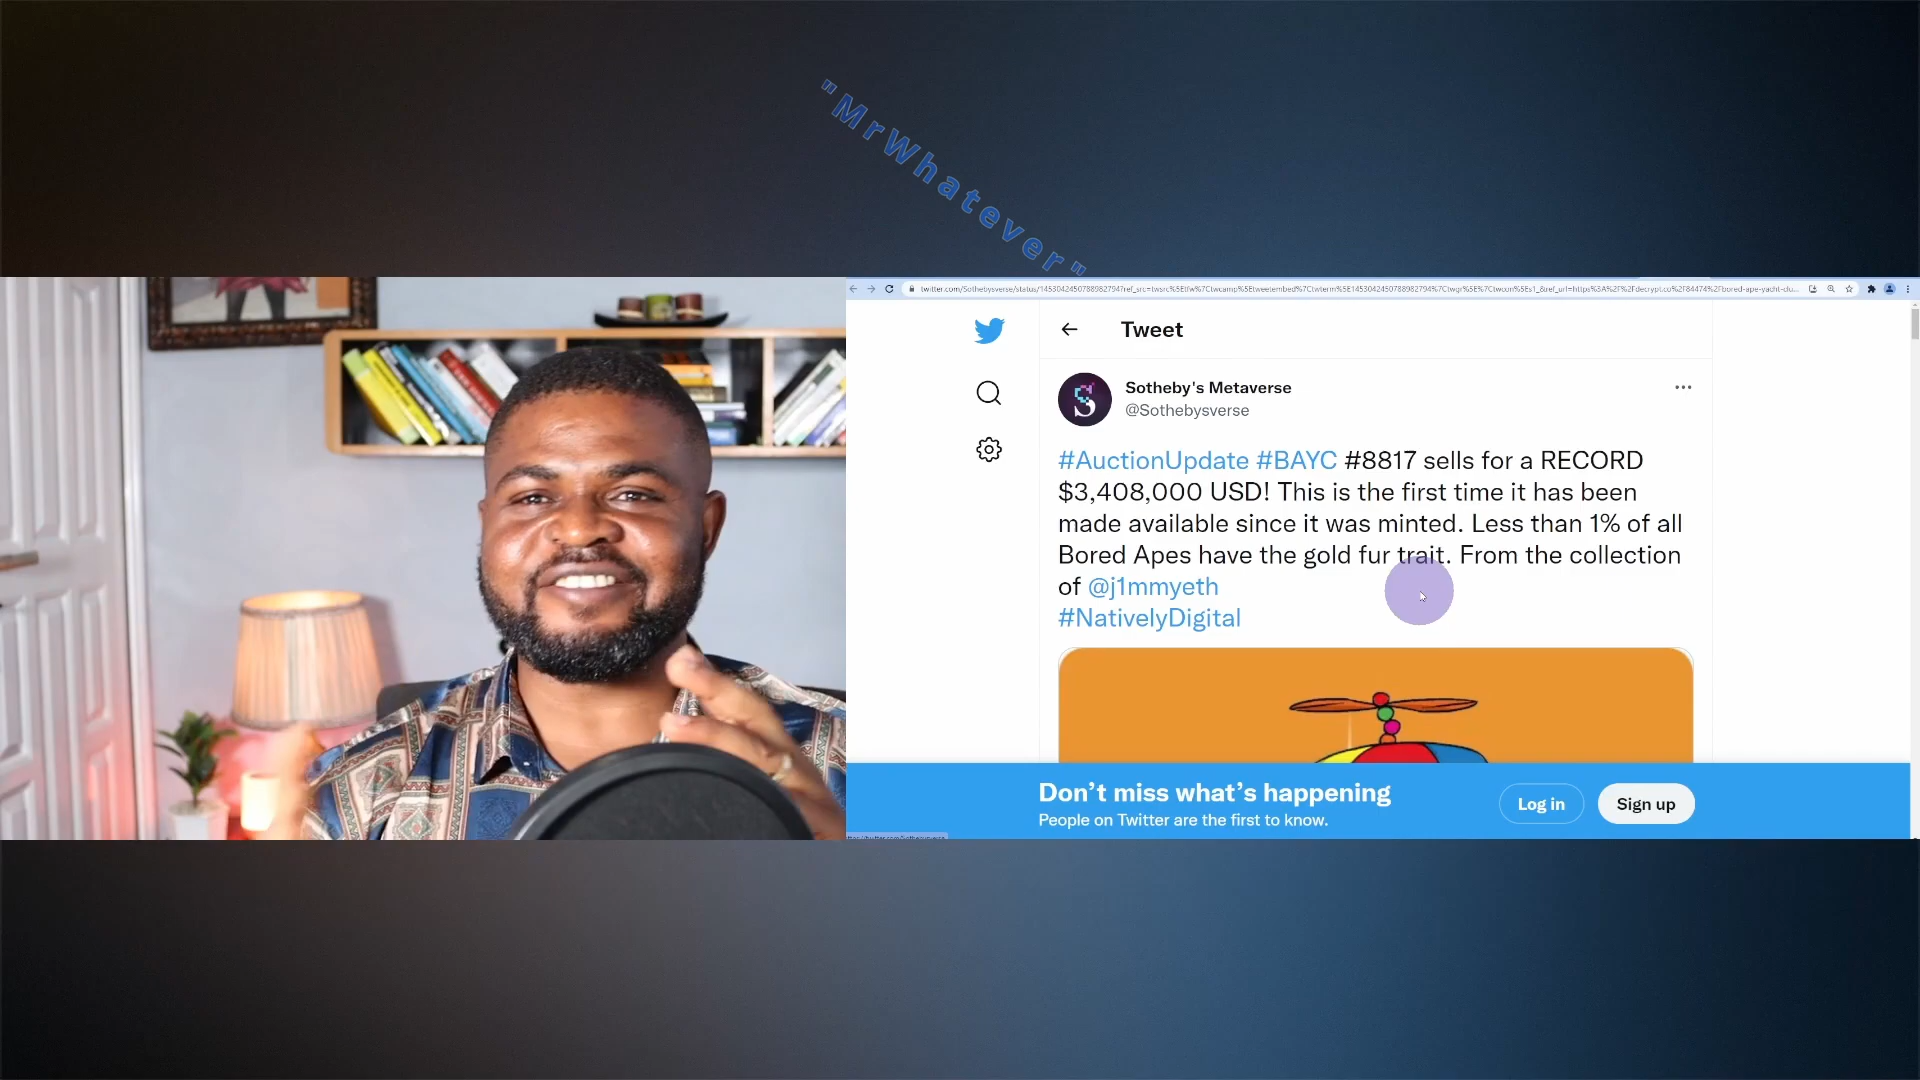 "MrWhatever"
Tweet
Sotheby's Metaverse
@Sothebysverse
#AuctionUpdate #BAYC #8817 sells for a RECORD
$3,408,000 USD! This is the first time it has been
made available since it was minted. Less than 1% of all
Bored Apes have the gold fur trait. From the collection
of @j1mmyeth
#NativelyDigital
Don’t miss what’s happening
People on Twitter are the first to know.
Log in
Sign up